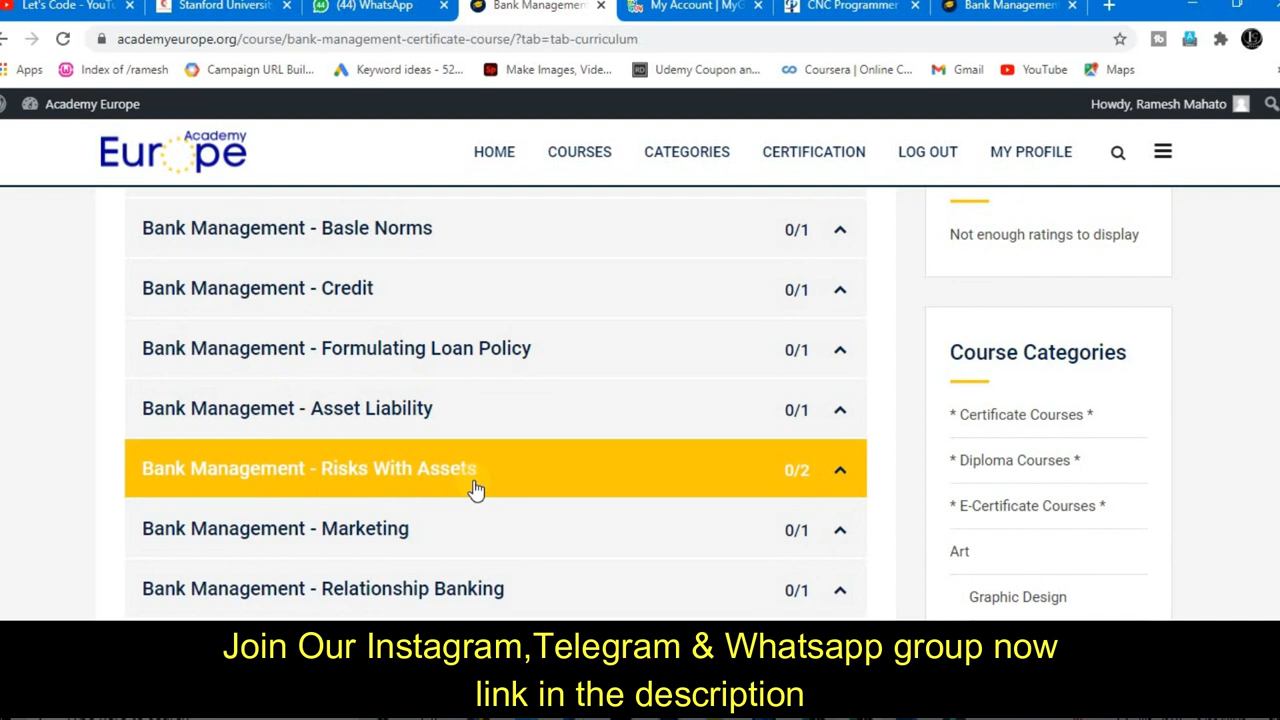 Let's Code - YouTu
Stanford Universit
(44) WhatsApp
Bank Management
My Account | MyG
CNC Programmer
Bank Management
academyeurope.org/course/bank-management-certificate-course/?tab=tab-curriculum
Apps
Index of /ramesh
Campaign URL Buil...
Keyword ideas - 52...
Make Images, Vide...
Udemy Coupon an...
Coursera | Online C...
Gmail
YouTube
Maps
Academy Europe
Howdy, Ramesh Mahato
Academy
Europe
HOME
COURSES
CATEGORIES
CERTIFICATION
LOG OUT
MY PROFILE
Bank Management - Basle Norms 0/1
Bank Management - Credit 0/1
Bank Management - Formulating Loan Policy 0/1
Bank Managemet - Asset Liability 0/1
Bank Management - Risks With Assets 0/2
Bank Management - Marketing 0/1
Bank Management - Relationship Banking 0/1
Not enough ratings to display
Course Categories
* Certificate Courses *
* Diploma Courses *
* E-Certificate Courses *
Art
Graphic Design
Join Our Instagram,Telegram & Whatsapp group now
link in the description